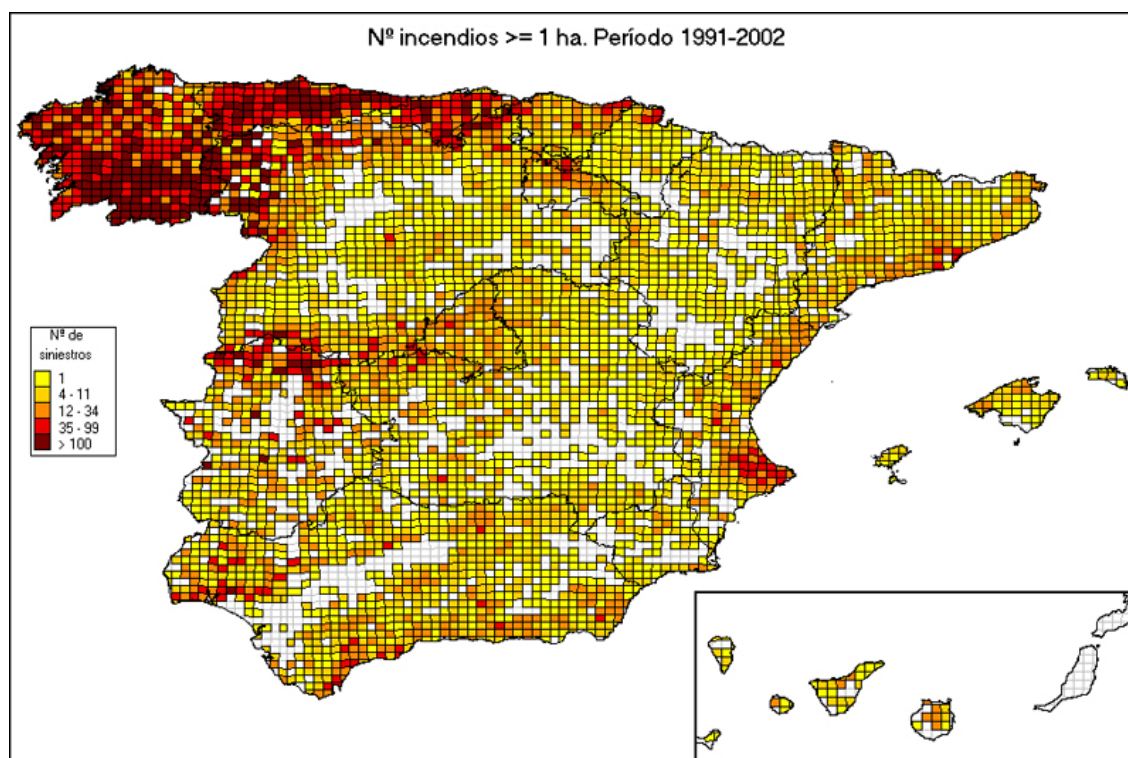 Nº incendios >= 1 ha. Período 1991-2002
Nº de
siniestros
1
4 - 11
12 - 34
35 - 99
> 100